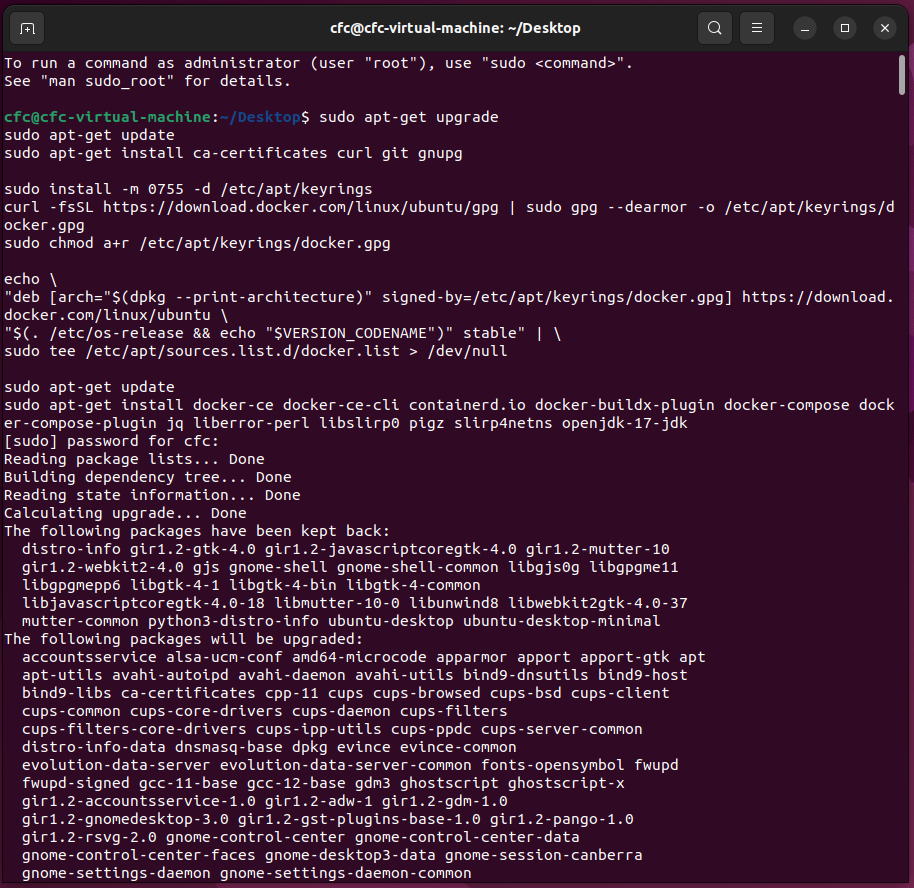 cfc@cfc-virtual-machine: ~/Desktop
To run a command as administrator (user "root"), use "sudo <command>".
See "man sudo_root" for details.
cfc@cfc-virtual-machine:~/Desktop$ sudo apt-get upgrade
sudo apt-get update
sudo apt-get install ca-certificates curl git gnupg
sudo install -m 0755 -d /etc/apt/keyrings
curl -fsSL https://download.docker.com/linux/ubuntu/gpg | sudo gpg --dearmor -o /etc/apt/keyrings/d
ocker.gpg
sudo chmod a+r /etc/apt/keyrings/docker.gpg
echo \
"deb [arch="$(dpkg --print-architecture)" signed-by=/etc/apt/keyrings/docker.gpg] https://download.
docker.com/linux/ubuntu \
"$(. /etc/os-release && echo "$VERSION_CODENAME")" stable" | \
sudo tee /etc/apt/sources.list.d/docker.list > /dev/null
sudo apt-get update
sudo apt-get install docker-ce docker-ce-cli containerd.io docker-buildx-plugin docker-compose dock
er-compose-plugin jq liberror-perl libslirp0 pigz slirp4netns openjdk-17-jdk
[sudo] password for cfc:
Reading package lists... Done
Building dependency tree... Done
Reading state information... Done
Calculating upgrade... Done
The following packages have been kept back:
  distro-info gir1.2-gtk-4.0 gir1.2-javascriptcoregtk-4.0 gir1.2-mutter-10
  gir1.2-webkit2-4.0 gjs gnome-shell gnome-shell-common libgjs0g libgpgme11
  libgpgmepp6 libgtk-4-1 libgtk-4-bin libgtk-4-common
  libjavascriptcoregtk-4.0-18 libmutter-10-0 libunwind8 libwebkit2gtk-4.0-37
  mutter-common python3-distro-info ubuntu-desktop ubuntu-desktop-minimal
The following packages will be upgraded:
  accountsservice alsa-ucm-conf amd64-microcode apparmor apport apport-gtk apt
  apt-utils avahi-autoipd avahi-daemon avahi-utils bind9-dnsutils bind9-host
  bind9-libs ca-certificates cpp-11 cups cups-browsed cups-bsd cups-client
  cups-common cups-core-drivers cups-daemon cups-filters
  cups-filters-core-drivers cups-ipp-utils cups-ppdc cups-server-common
  distro-info-data dnsmasq-base dpkg evince evince-common
  evolution-data-server evolution-data-server-common fonts-opensymbol fwupd
  fwupd-signed gcc-11-base gcc-12-base gdm3 ghostscript ghostscript-x
  gir1.2-accountsservice-1.0 gir1.2-adw-1 gir1.2-gdm-1.0
  gir1.2-gnomedesktop-3.0 gir1.2-gst-plugins-base-1.0 gir1.2-pango-1.0
  gir1.2-rsvg-2.0 gnome-control-center gnome-control-center-data
  gnome-control-center-faces gnome-desktop3-data gnome-session-canberra
  gnome-settings-daemon gnome-settings-daemon-common